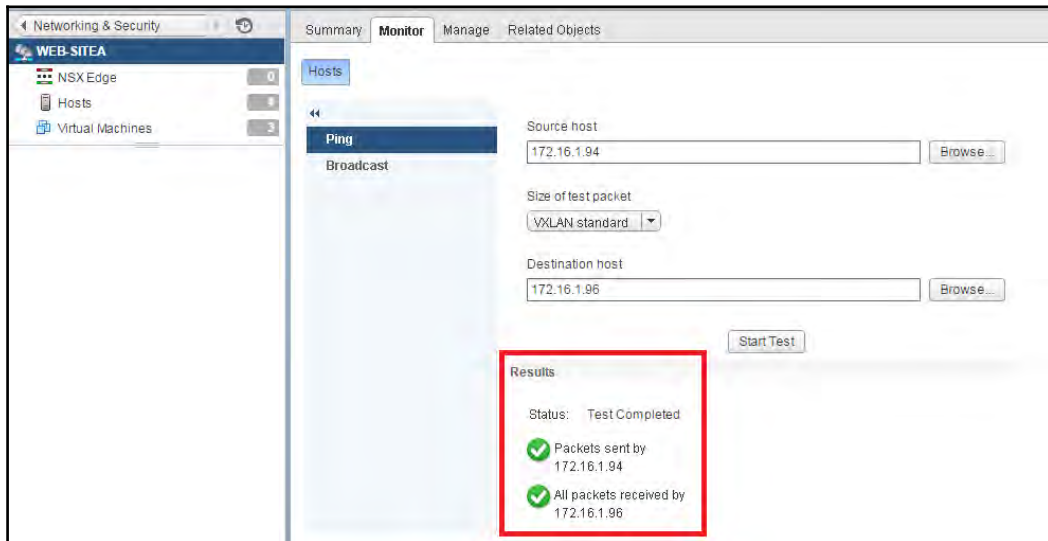 Networking & Security
WEB-SITEA
NSX Edge 0
Hosts
Virtual Machines 3
Summary Monitor Manage Related Objects
Hosts
Ping
Broadcast
Source host
172.16.1.94 Browse...
Size of test packet
VXLAN standard
Destination host
172.16.1.96 Browse...
Start Test
Results
Status: Test Completed
Packets sent by
172.16.1.94
All packets received by
172.16.1.96